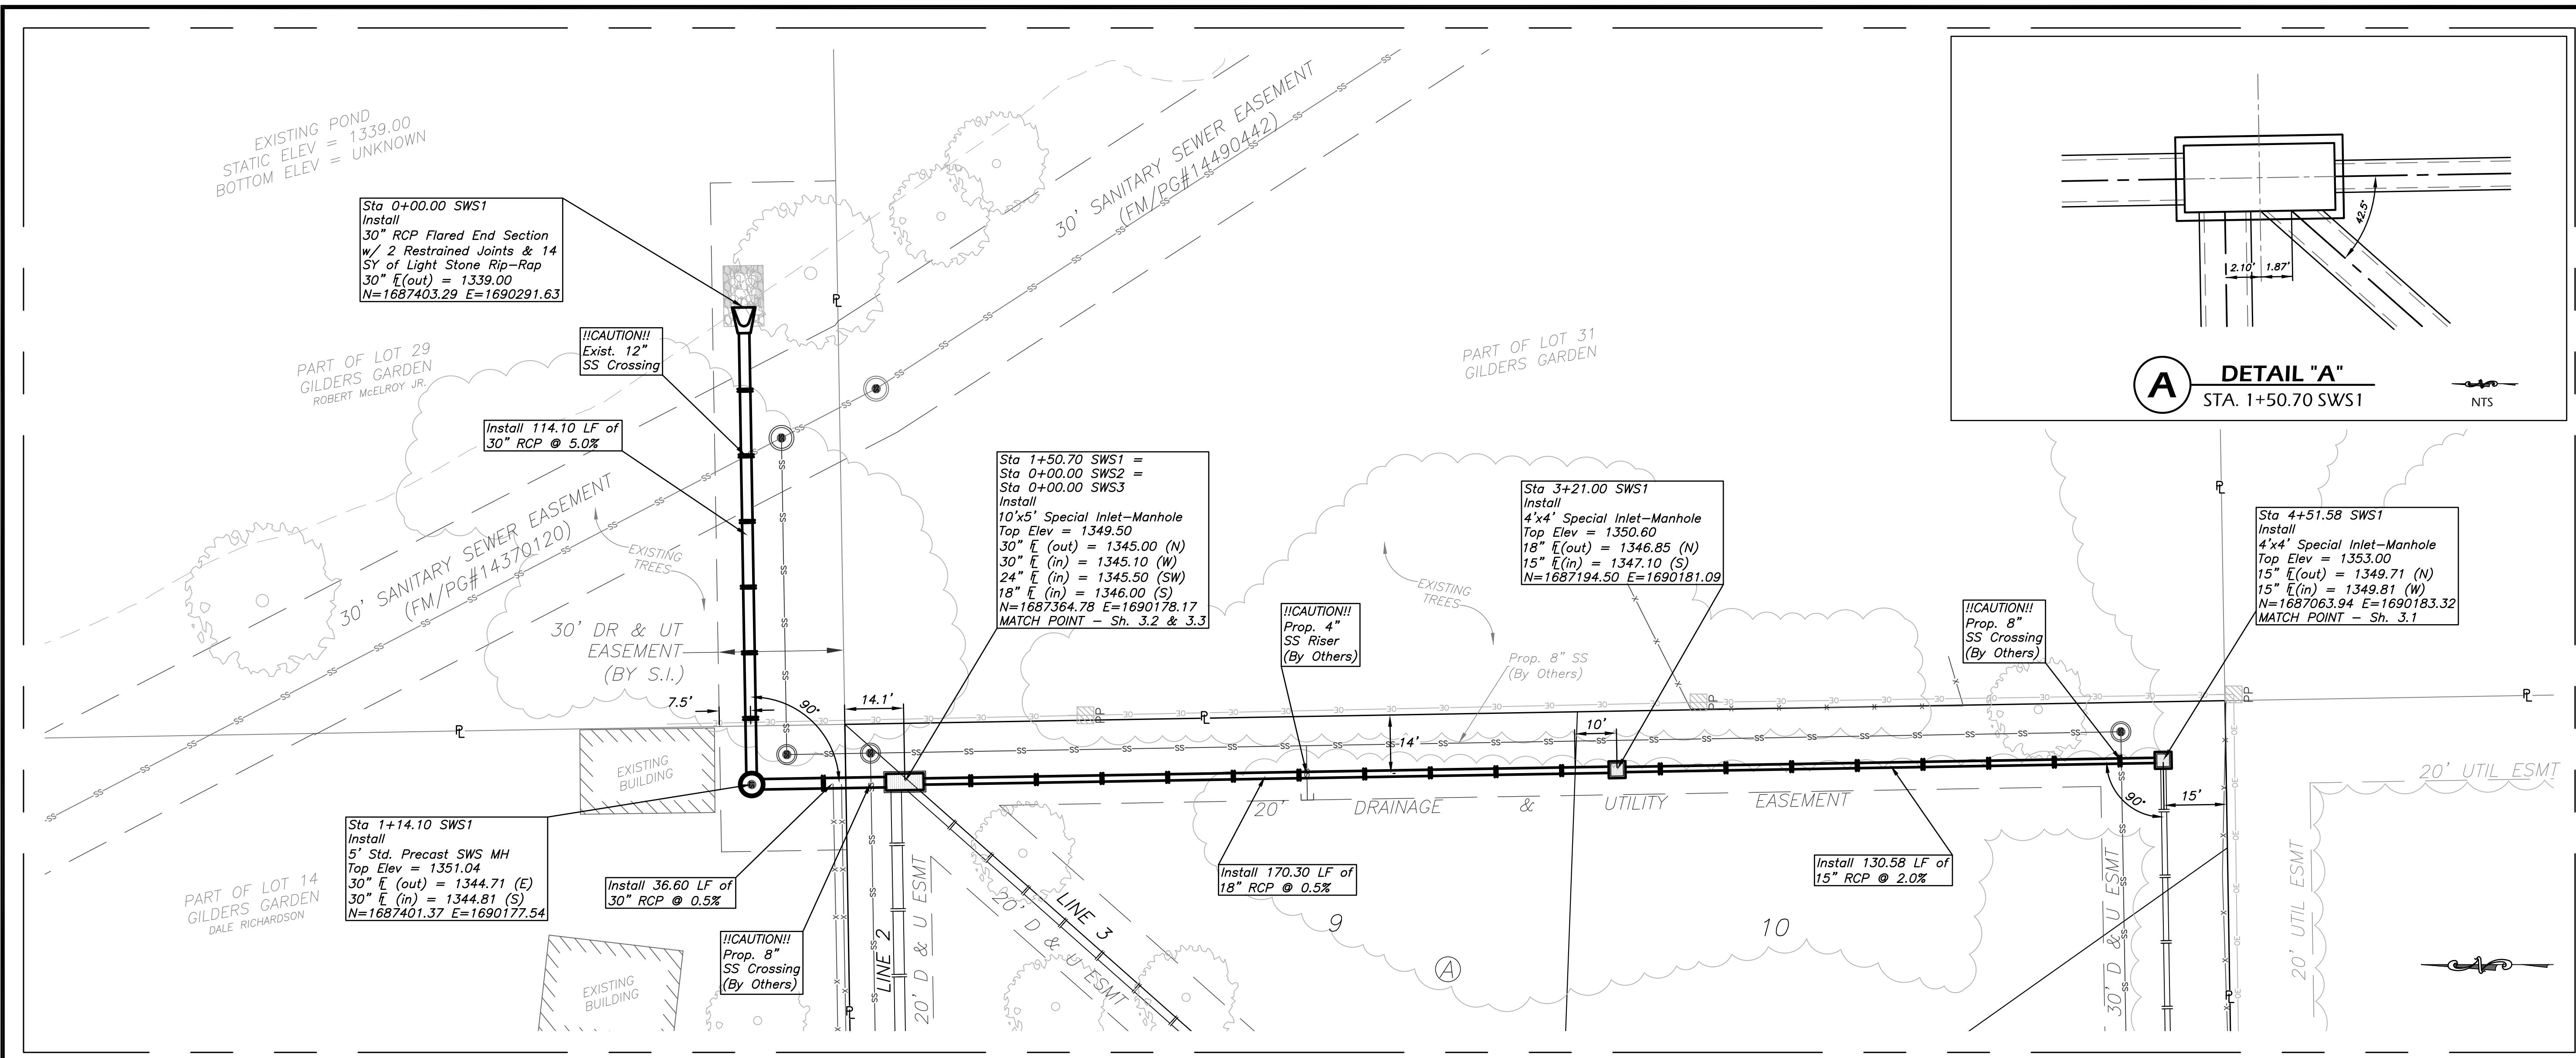 EXISTING POND
STATIC ELEV = 1339.00
BOTTOM ELEV = UNKNOWN
Sta 0+00.00 SWS1
Install
30" RCP Flared End Section
w/ 2 Restrained Joints & 14
SY of Light Stone Rip-Rap
30" FL(out) = 1339.00
N=1687403.29 E=1690291.63
!!CAUTION!!
Exist. 12"
SS Crossing
PART OF LOT 29
GILDERS GARDEN
ROBERT McELROY JR.
Install 114.10 LF of
30" RCP @ 5.0%
30' SANITARY SEWER EASEMENT
(FM/PG#14370120)
30' SANITARY SEWER EASEMENT
(FM/PG#14490442)
EXISTING
TREES
30' DR & UT
EASEMENT
(BY S.I.)
7.5'
90°
14.1'
PART OF LOT 31
GILDERS GARDEN
Sta 1+50.70 SWS1 =
Sta 0+00.00 SWS2 =
Sta 0+00.00 SWS3
Install
10'x5' Special Inlet-Manhole
Top Elev = 1349.50
30" FL (out) = 1345.00 (N)
30" FL (in) = 1345.10 (W)
24" FL (in) = 1345.50 (SW)
18" FL (in) = 1346.00 (S)
N=1687364.78 E=1690178.17
MATCH POINT - Sh. 3.2 & 3.3
!!CAUTION!!
Prop. 4"
SS Riser
(By Others)
EXISTING
TREES
Prop. 8" SS
(By Others)
Sta 3+21.00 SWS1
Install
4'x4' Special Inlet-Manhole
Top Elev = 1350.60
18" FL(out) = 1346.85 (N)
15" FL(in) = 1347.10 (S)
N=1687194.50 E=1690181.09
!!CAUTION!!
Prop. 8"
SS Crossing
(By Others)
Sta 4+51.58 SWS1
Install
4'x4' Special Inlet-Manhole
Top Elev = 1353.00
15" FL(out) = 1349.71 (N)
15" FL(in) = 1349.81 (W)
N=1687063.94 E=1690183.32
MATCH POINT - Sh. 3.1
2.10'
1.87'
42.5°
A
DETAIL "A"
STA. 1+50.70 SWS1
NTS
PP
PP
PP
14'
10'
90°
15'
EXISTING
BUILDING
20' DRAINAGE & UTILITY EASEMENT
20' UTIL ESMT
Sta 1+14.10 SWS1
Install
5' Std. Precast SWS MH
Top Elev = 1351.04
30" FL (out) = 1344.71 (E)
30" FL (in) = 1344.81 (S)
N=1687401.37 E=1690177.54
PART OF LOT 14
GILDERS GARDEN
DALE RICHARDSON
EXISTING
BUILDING
Install 36.60 LF of
30" RCP @ 0.5%
!!CAUTION!!
Prop. 8"
SS Crossing
(By Others)
LINE 2
20' D & U ESMT
LINE 3
20' D & U ESMT
Install 170.30 LF of
18" RCP @ 0.5%
9
A
10
Install 130.58 LF of
15" RCP @ 2.0%
30' D & U ESMT
20' UTIL ESMT